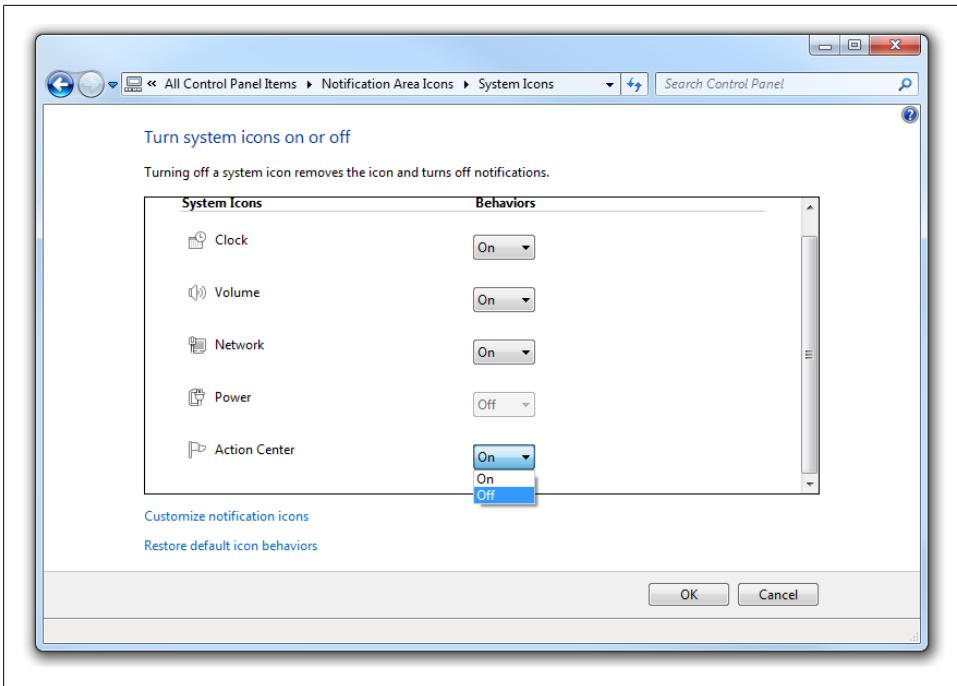 « All Control Panel Items Notification Area Icons System Icons Search Control Panel
Turn system icons on or off
Turning off a system icon removes the icon and turns off notifications.
System Icons Behaviors
Clock On
Volume On
Network On
Power Off
Action Center On
On
Off
Customize notification icons
Restore default icon behaviors
OK Cancel